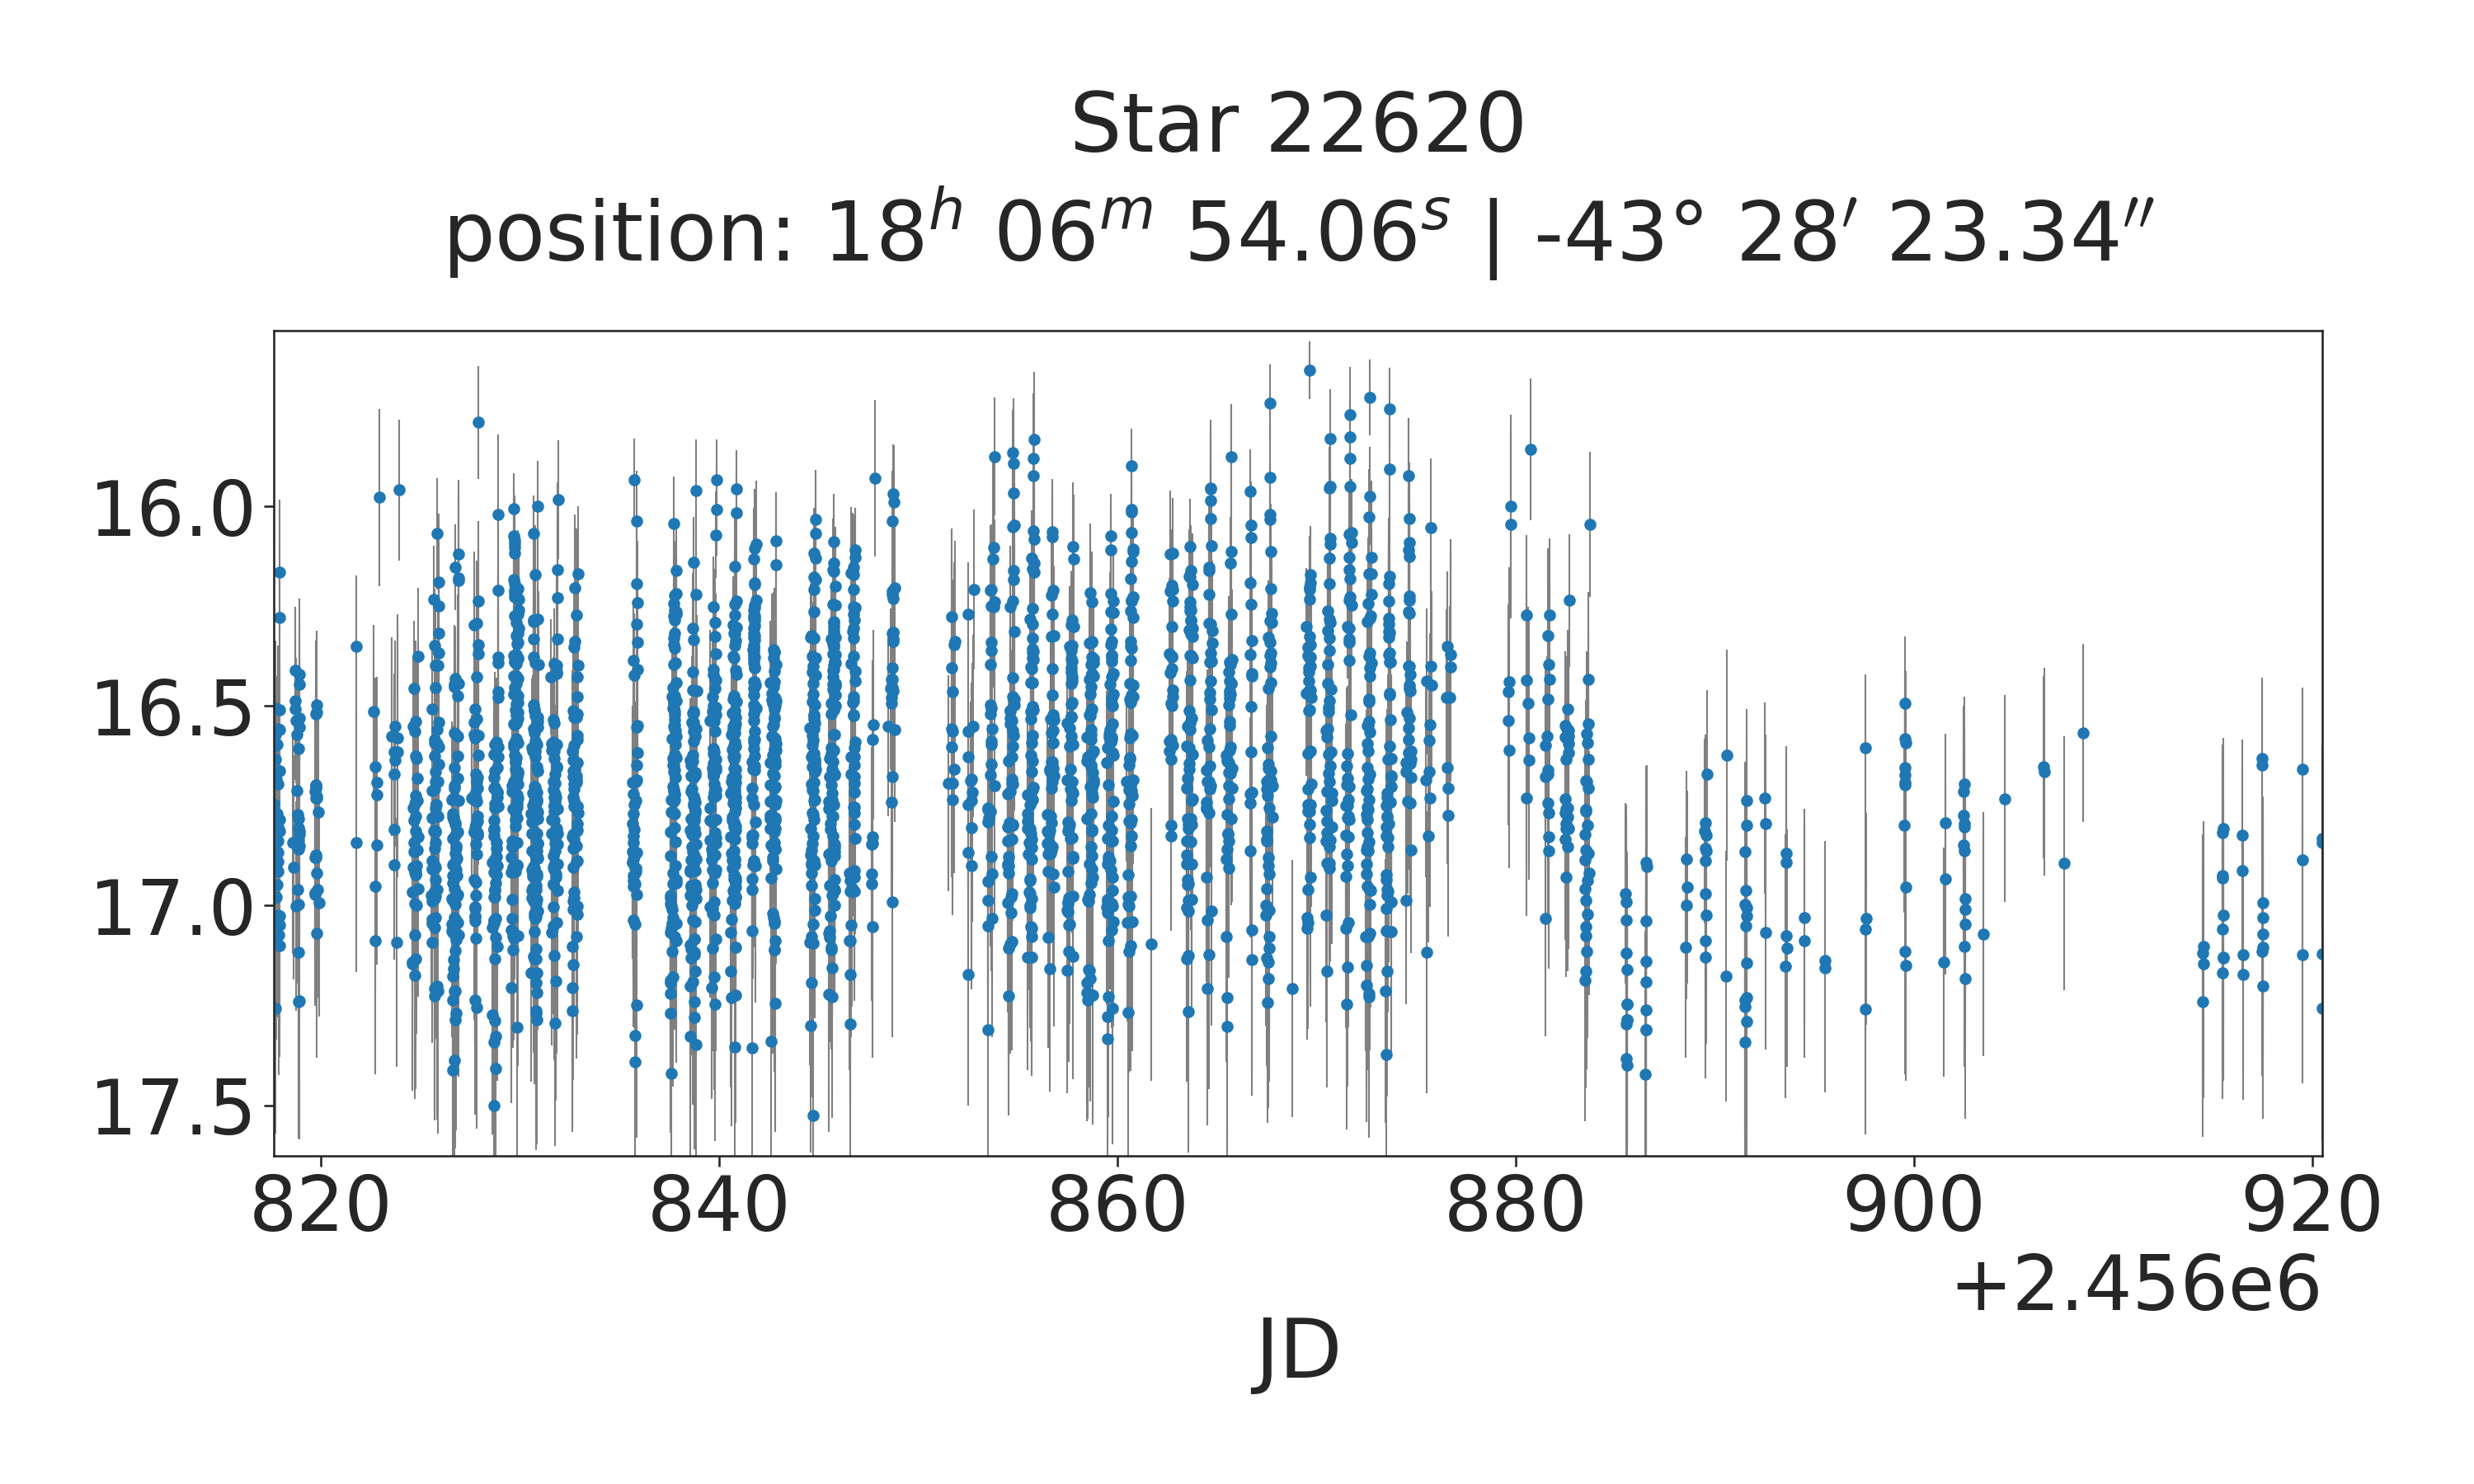 Star 22620
position: 18ʰ 06ᵐ 54.06ˢ | -43° 28′ 23.34″
16.0
16.5
17.0
17.5
820 840 860 880 900 920
+2.456e6
JD